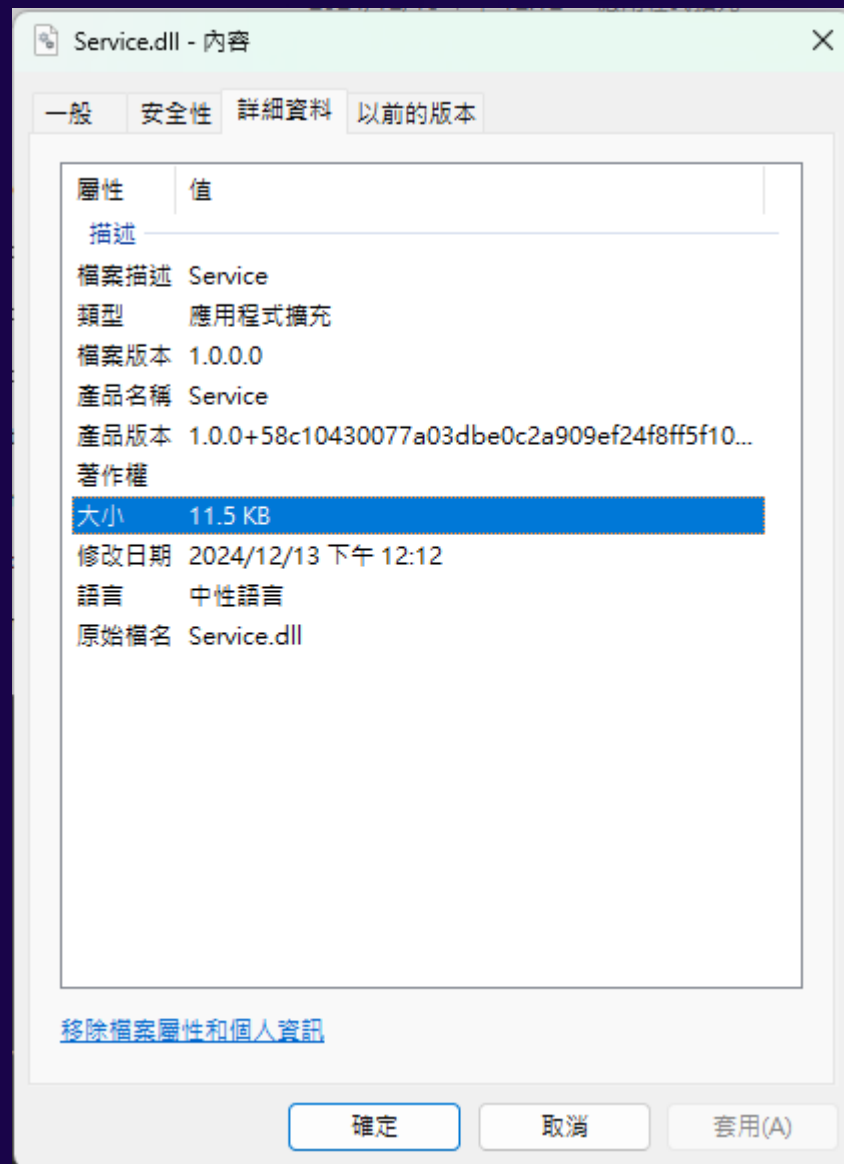 Service.dll - 內容
一般 安全性 詳細資料 以前的版本
屬性 值
描述
檔案描述 Service
類型 應用程式擴充
檔案版本 1.0.0.0
產品名稱 Service
產品版本 1.0.0+58c10430077a03dbe0c2a909ef24f8ff5f10...
著作權
大小 11.5 KB
修改日期 2024/12/13 下午 12:12
語言 中性語言
原始檔名 Service.dll
移除檔案屬性和個人資訊
確定 取消 套用(A)